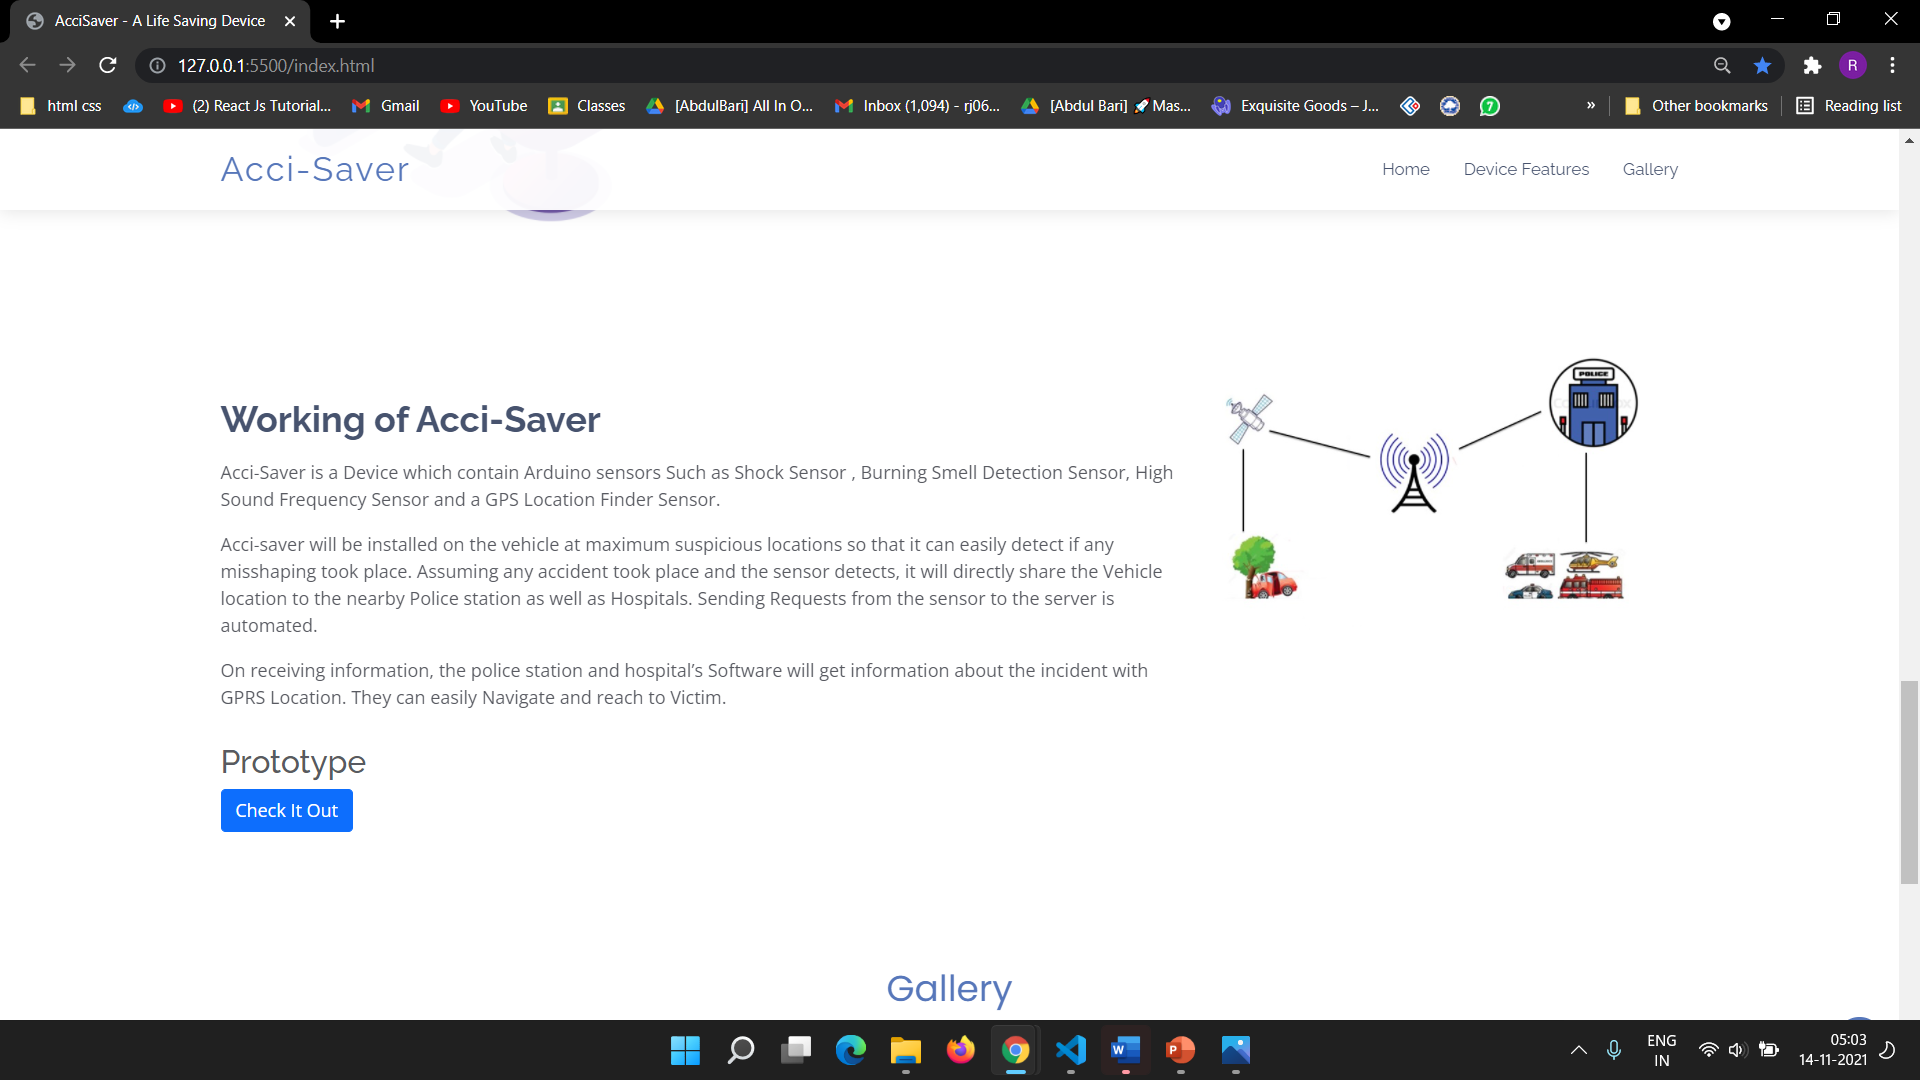 AcciSaver - A Life Saving Device
127.0.0.1:5500/index.html
R
html css
(2) React Js Tutorial...
Gmail
YouTube
Classes
[AbdulBari] All In O...
Inbox (1,094) - rj06...
[Abdul Bari] 🚀 Mas...
Exquisite Goods – J...
7
»
Other bookmarks
Reading list
Acci-Saver
Home
Device Features
Gallery
POLICE
Working of Acci-Saver
Acci-Saver is a Device which contain Arduino sensors Such as Shock Sensor , Burning Smell Detection Sensor, High
Sound Frequency Sensor and a GPS Location Finder Sensor.
Acci-saver will be installed on the vehicle at maximum suspicious locations so that it can easily detect if any
misshaping took place. Assuming any accident took place and the sensor detects, it will directly share the Vehicle
location to the nearby Police station as well as Hospitals. Sending Requests from the sensor to the server is
automated.
On receiving information, the police station and hospital’s Software will get information about the incident with
GPRS Location. They can easily Navigate and reach to Victim.
Prototype
Check It Out
Gallery
ENG
IN
05:03
14-11-2021